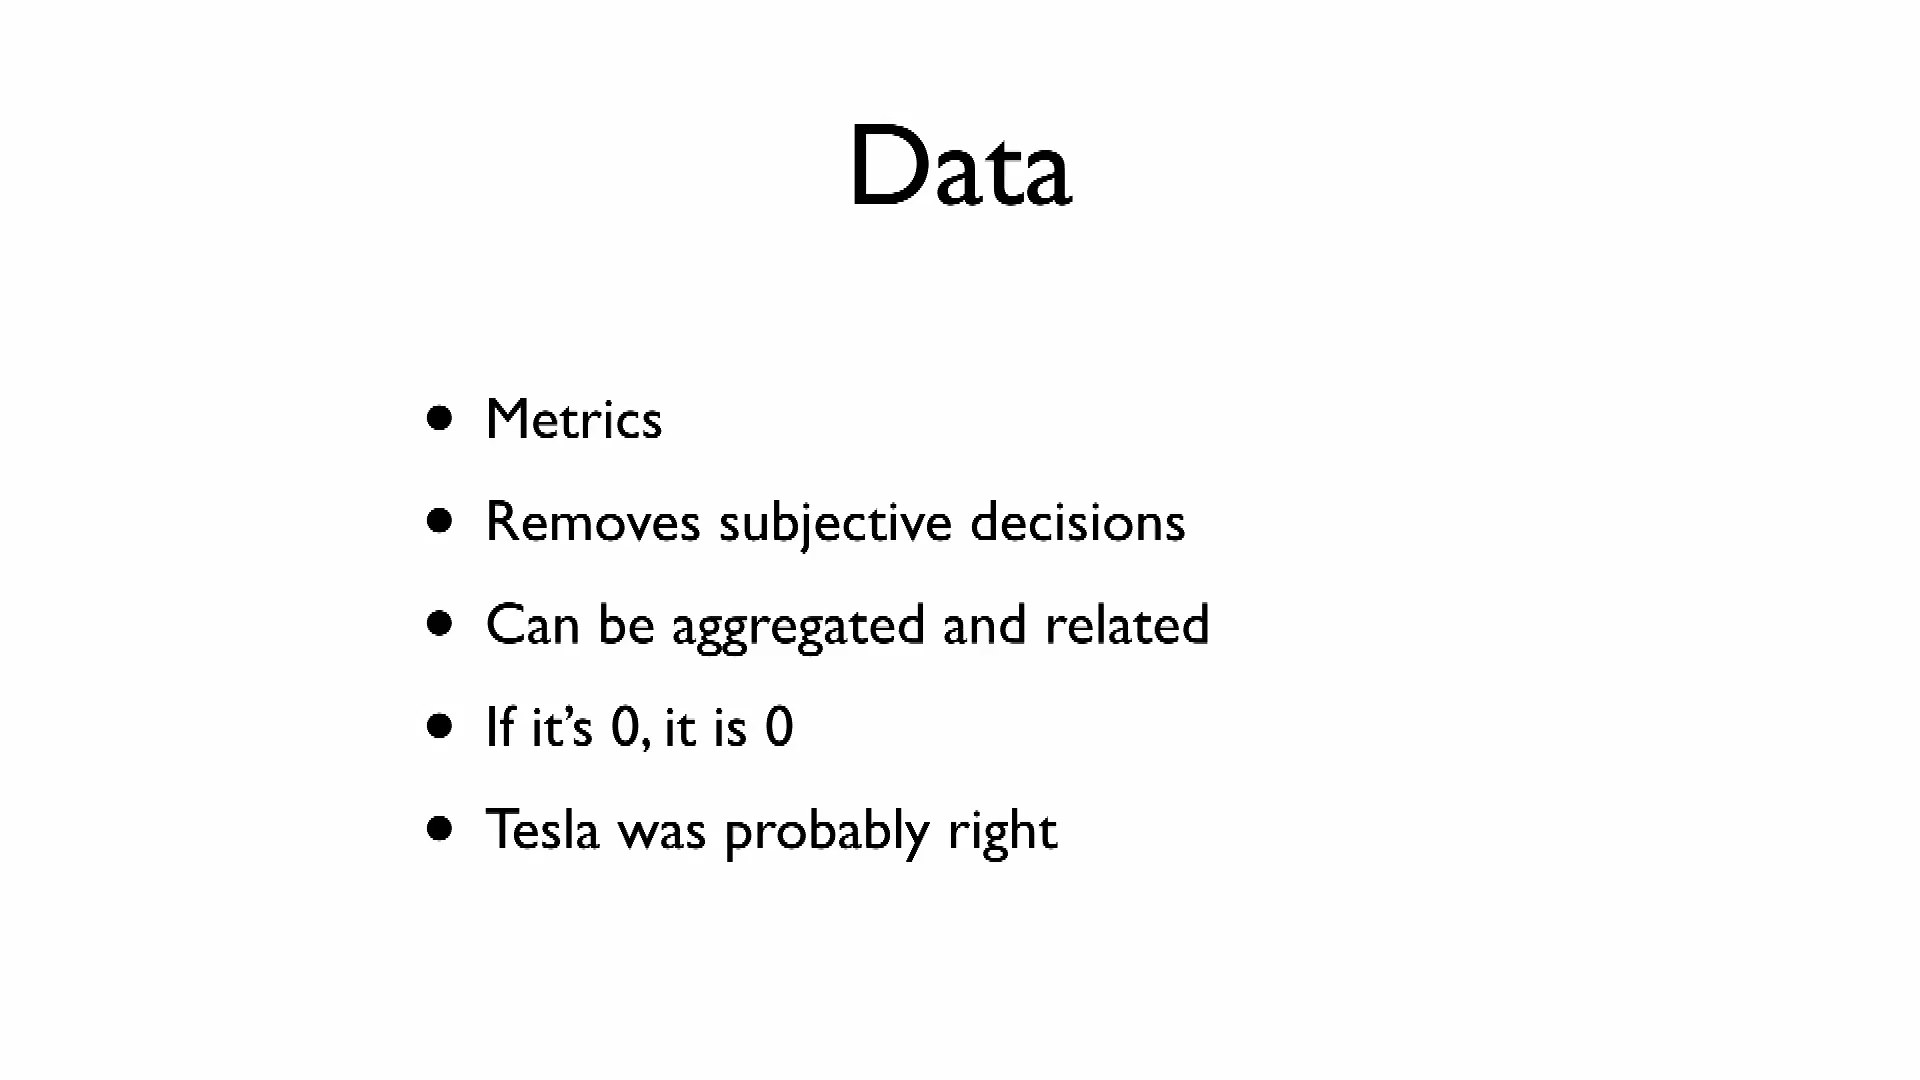 Data
• Metrics
• Removes subjective decisions
• Can be aggregated and related
• If it’s 0, it is 0
• Tesla was probably right